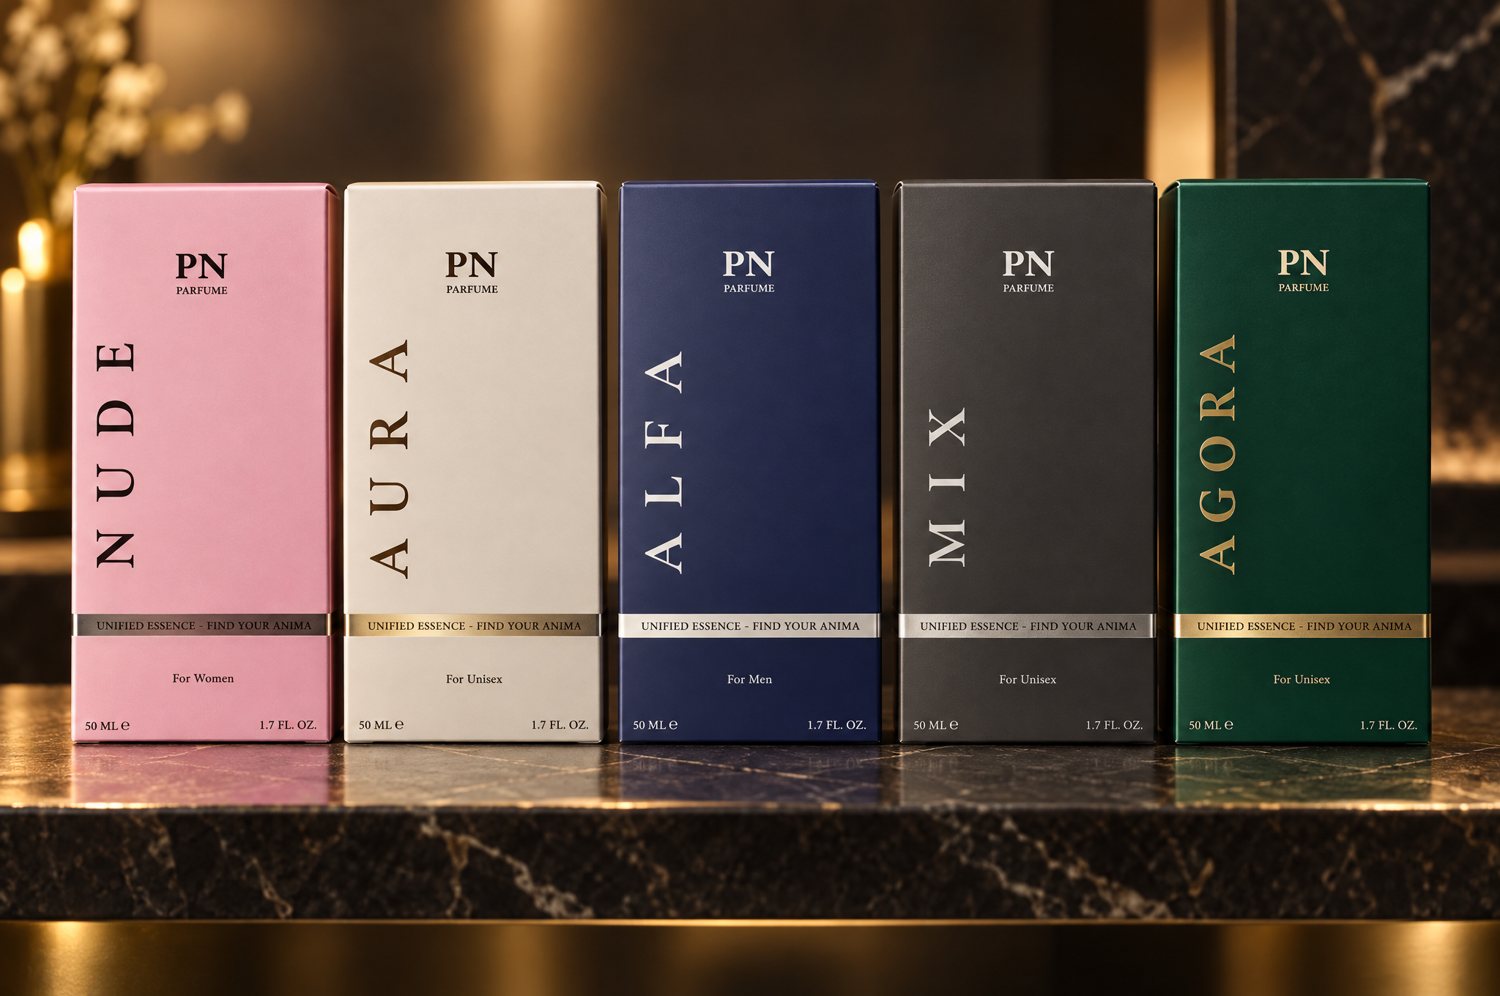 PN
PARFUME
NUDE
UNIFIED ESSENCE - FIND YOUR ANIMA
For Women
50 ML ℮
1.7 FL. OZ.
PN
PARFUME
AURA
UNIFIED ESSENCE - FIND YOUR ANIMA
For Unisex
50 ML ℮
1.7 FL. OZ.
PN
PARFUME
ALFA
UNIFIED ESSENCE - FIND YOUR ANIMA
For Men
50 ML ℮
1.7 FL. OZ.
PN
PARFUME
MIX
UNIFIED ESSENCE - FIND YOUR ANIMA
For Unisex
50 ML ℮
1.7 FL. OZ.
PN
PARFUME
AGORA
UNIFIED ESSENCE - FIND YOUR ANIMA
For Unisex
50 ML ℮
1.7 FL. OZ.